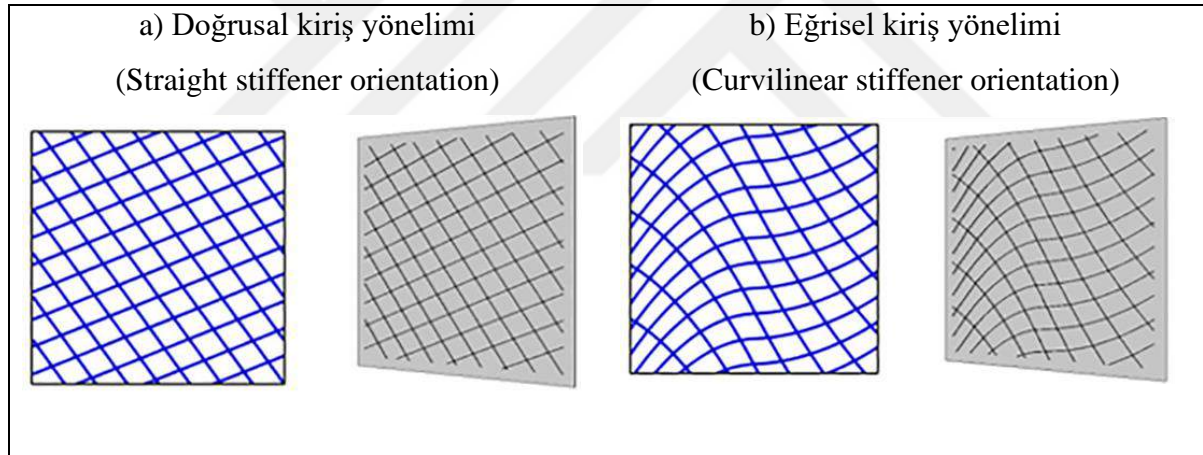 a) Doğrusal kiriş yönelimi
(Straight stiffener orientation)
b) Eğrisel kiriş yönelimi
(Curvilinear stiffener orientation)